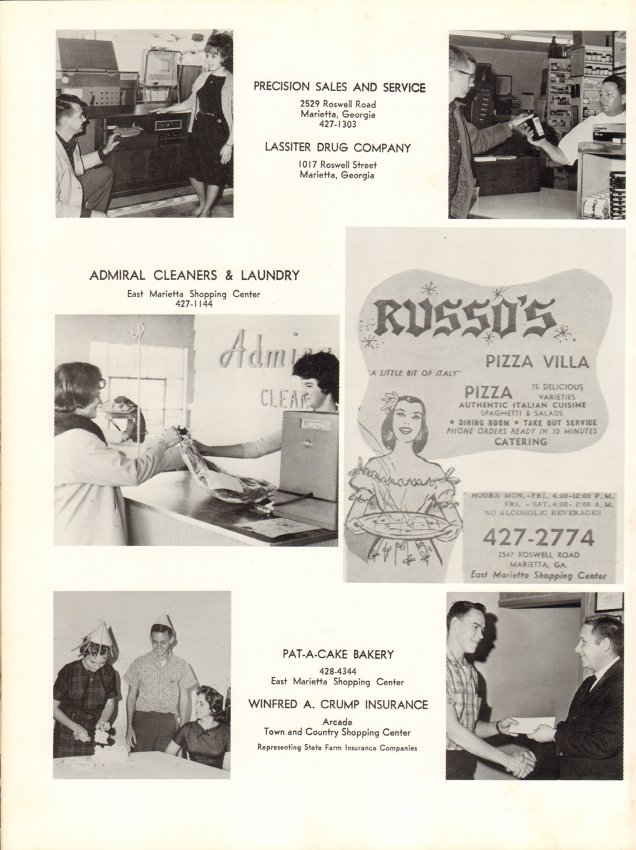 PRECISION SALES AND SERVICE
2529 Roswell Road
Marietta, Georgia
427-1303
LASSITER DRUG COMPANY
1017 Roswell Street
Marietta, Georgia
ADMIRAL CLEANERS & LAUNDRY
East Marietta Shopping Center
427-1144
Admira
CLEAN
RUSSO'S
PIZZA VILLA
"A LITTLE BIT OF ITALY"
PIZZA 75 DELICIOUS
VARIETIES
AUTHENTIC ITALIAN CUISINE
SPAGHETTI & SALADS
• DINING ROOM • TAKE OUT SERVICE
PHONE ORDERS READY IN 10 MINUTES
CATERING
HOURS: MON.-FRI. 4:00-12:00 P.M.
FRI. - SAT. 4:00- 2:00 A.M.
NO ALCOHOLIC BEVERAGES
427-2774
2547 ROSWELL ROAD
MARIETTA, GA.
East Marietta Shopping Center
PAT-A-CAKE BAKERY
428-4344
East Marietta Shopping Center
WINFRED A. CRUMP INSURANCE
Arcade
Town and Country Shopping Center
Representing State Farm Insurance Companies